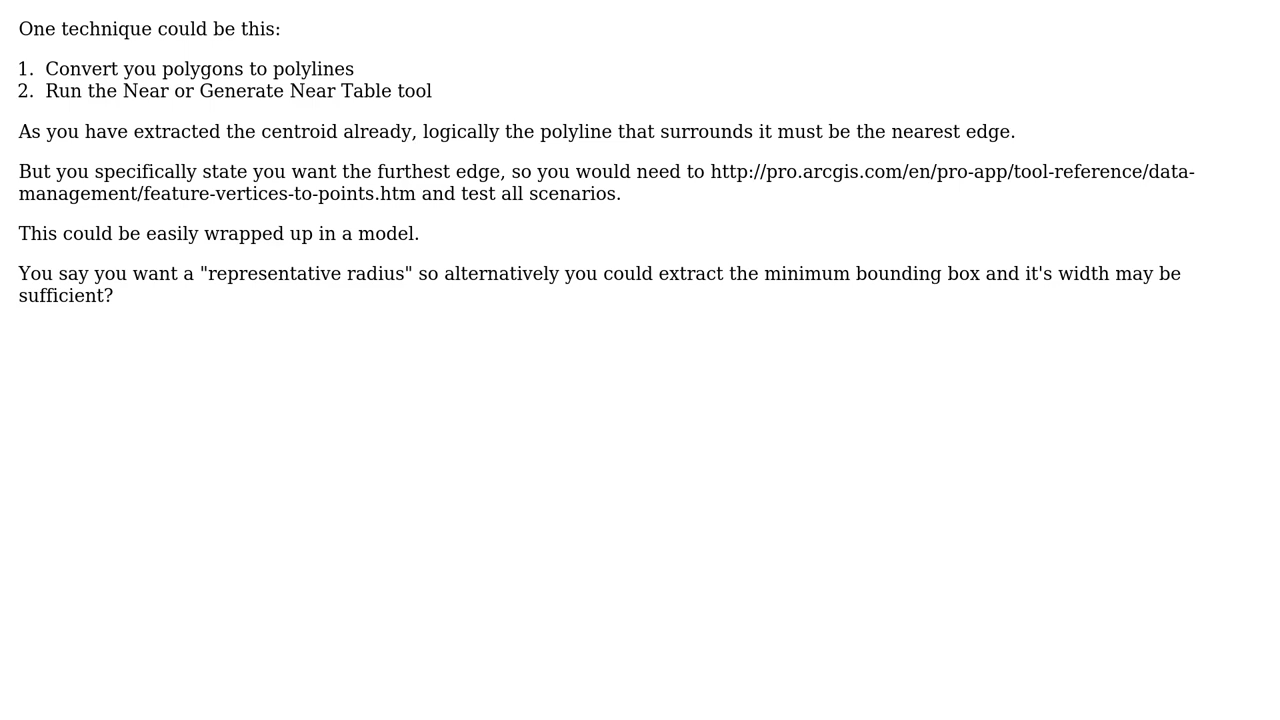 One technique could be this:
1. Convert you polygons to polylines
2. Run the Near or Generate Near Table tool
As you have extracted the centroid already, logically the polyline that surrounds it must be the nearest edge.
But you specifically state you want the furthest edge, so you would need to http://pro.arcgis.com/en/pro-app/tool-reference/data-
management/feature-vertices-to-points.htm and test all scenarios.
This could be easily wrapped up in a model.
You say you want a "representative radius" so alternatively you could extract the minimum bounding box and it's width may be
sufficient?